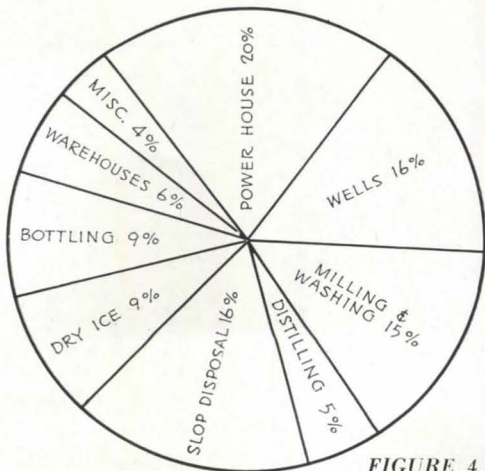 POWER HOUSE 20%
WELLS 16%
MILLING &
WASHING 15%
DISTILLING 5%
SLOP DISPOSAL 16%
DRY ICE 9%
BOTTLING 9%
WAREHOUSES 6%
MISC. 4%
FIGURE 4